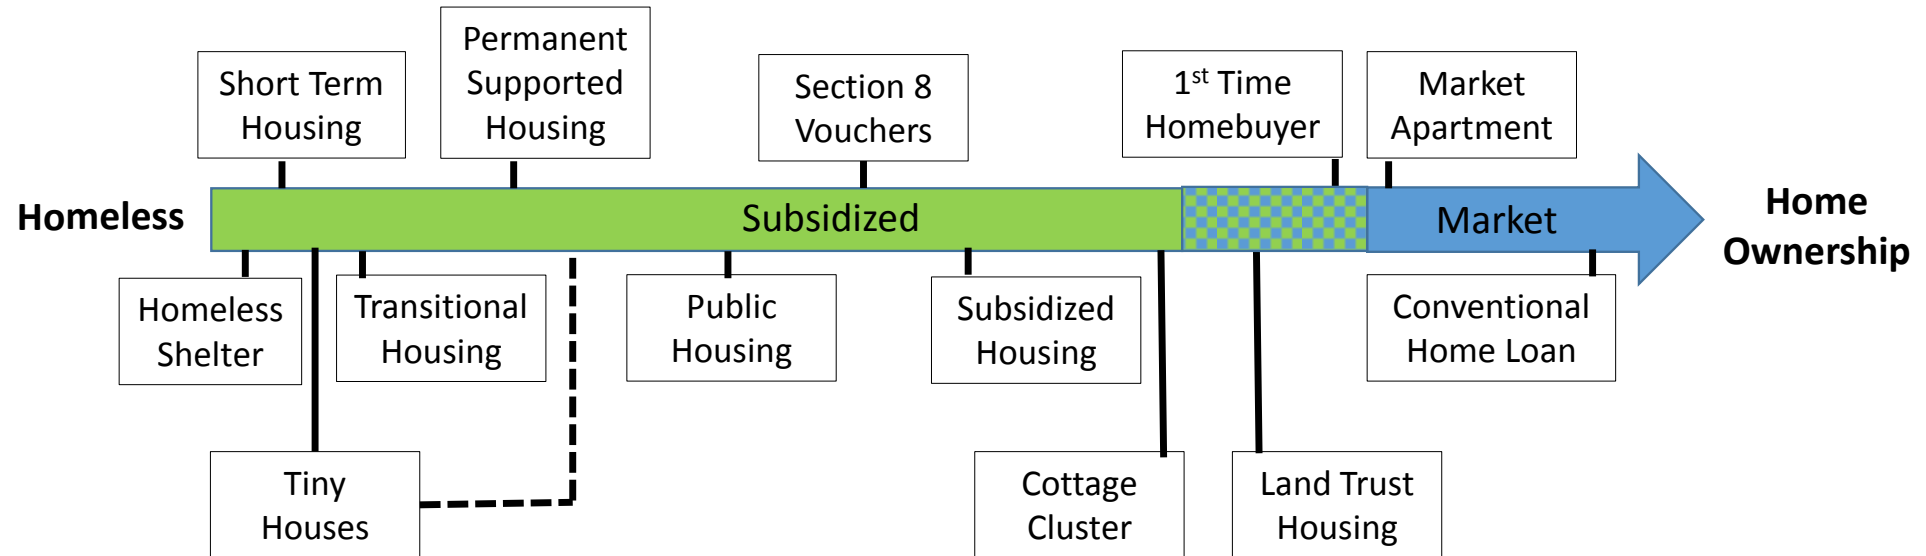 Short Term
Housing
Permanent
Supported
Housing
Section 8
Vouchers
1st Time
Homebuyer
Market
Apartment
Homeless
Subsidized
Market
Home
Ownership
Homeless
Shelter
Transitional
Housing
Public
Housing
Subsidized
Housing
Conventional
Home Loan
Tiny
Houses
Cottage
Cluster
Land Trust
Housing